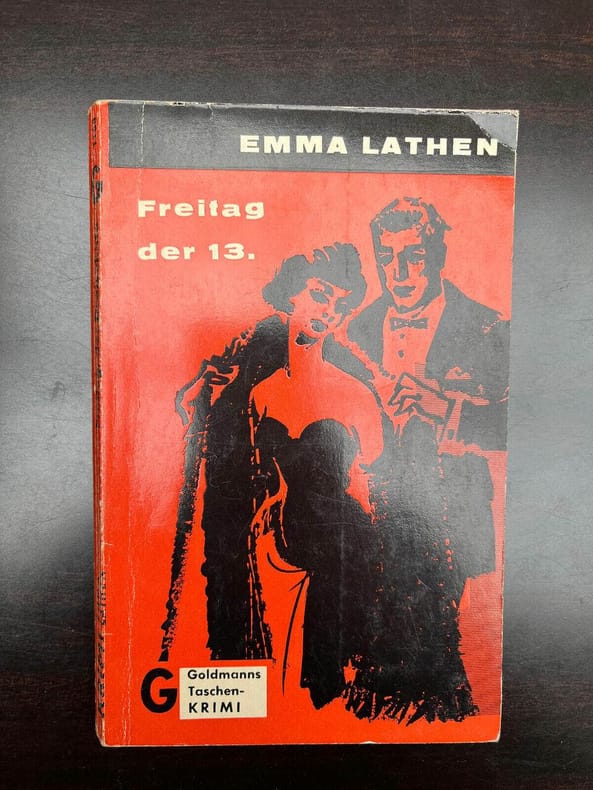 EMMA LATHEN
Freitag
der 13.
G
Goldmanns
Taschen-
KRIMI